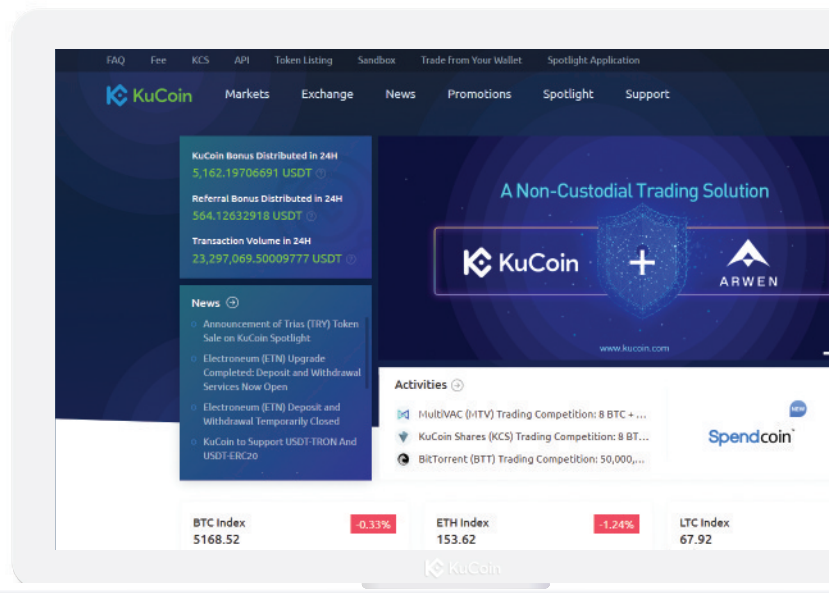 FAQ Fee KCS API Token Listing Sandbox Trade from Your Wallet Spotlight Application
KuCoin Markets Exchange News Promotions Spotlight Support
KuCoin Bonus Distributed in 24H
5,162.19706691 USDT
Referral Bonus Distributed in 24H
564.12632918 USDT
Transaction Volume in 24H
23,297,069.50009777 USDT
A Non-Custodial Trading Solution
KuCoin + ARWEN
www.kucoin.com
News
Announcement of Trias (TRY) Token
Sale on KuCoin Spotlight
Electroneum (ETN) Upgrade
Completed: Deposit and Withdrawal
Services Now Open
Electroneum (ETN) Deposit and
Withdrawal Temporarily Closed
KuCoin to Support USDT-TRON And
USDT-ERC20
Activities
MultiVAC (MTV) Trading Competition: 8 BTC + ...
KuCoin Shares (KCS) Trading Competition: 8 BT...
BitTorrent (BTT) Trading Competition: 50,000,...
NEW
Spendcoin
BTC Index -0.33%
5168.52
ETH Index -1.24%
153.62
LTC Index
67.92
KuCoin